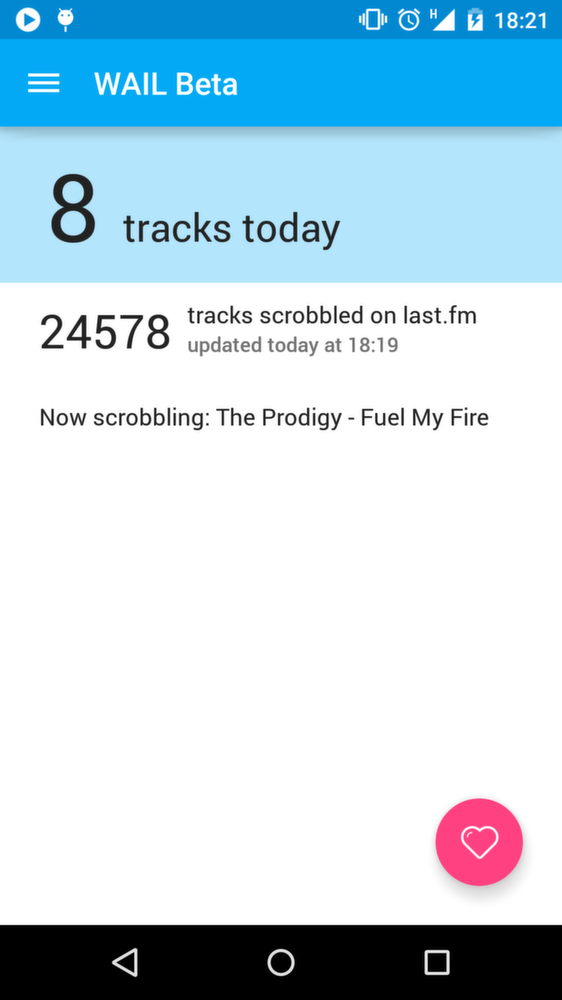 H 18:21
WAIL Beta
8 tracks today
24578 tracks scrobbled on last.fm
updated today at 18:19
Now scrobbling: The Prodigy - Fuel My Fire